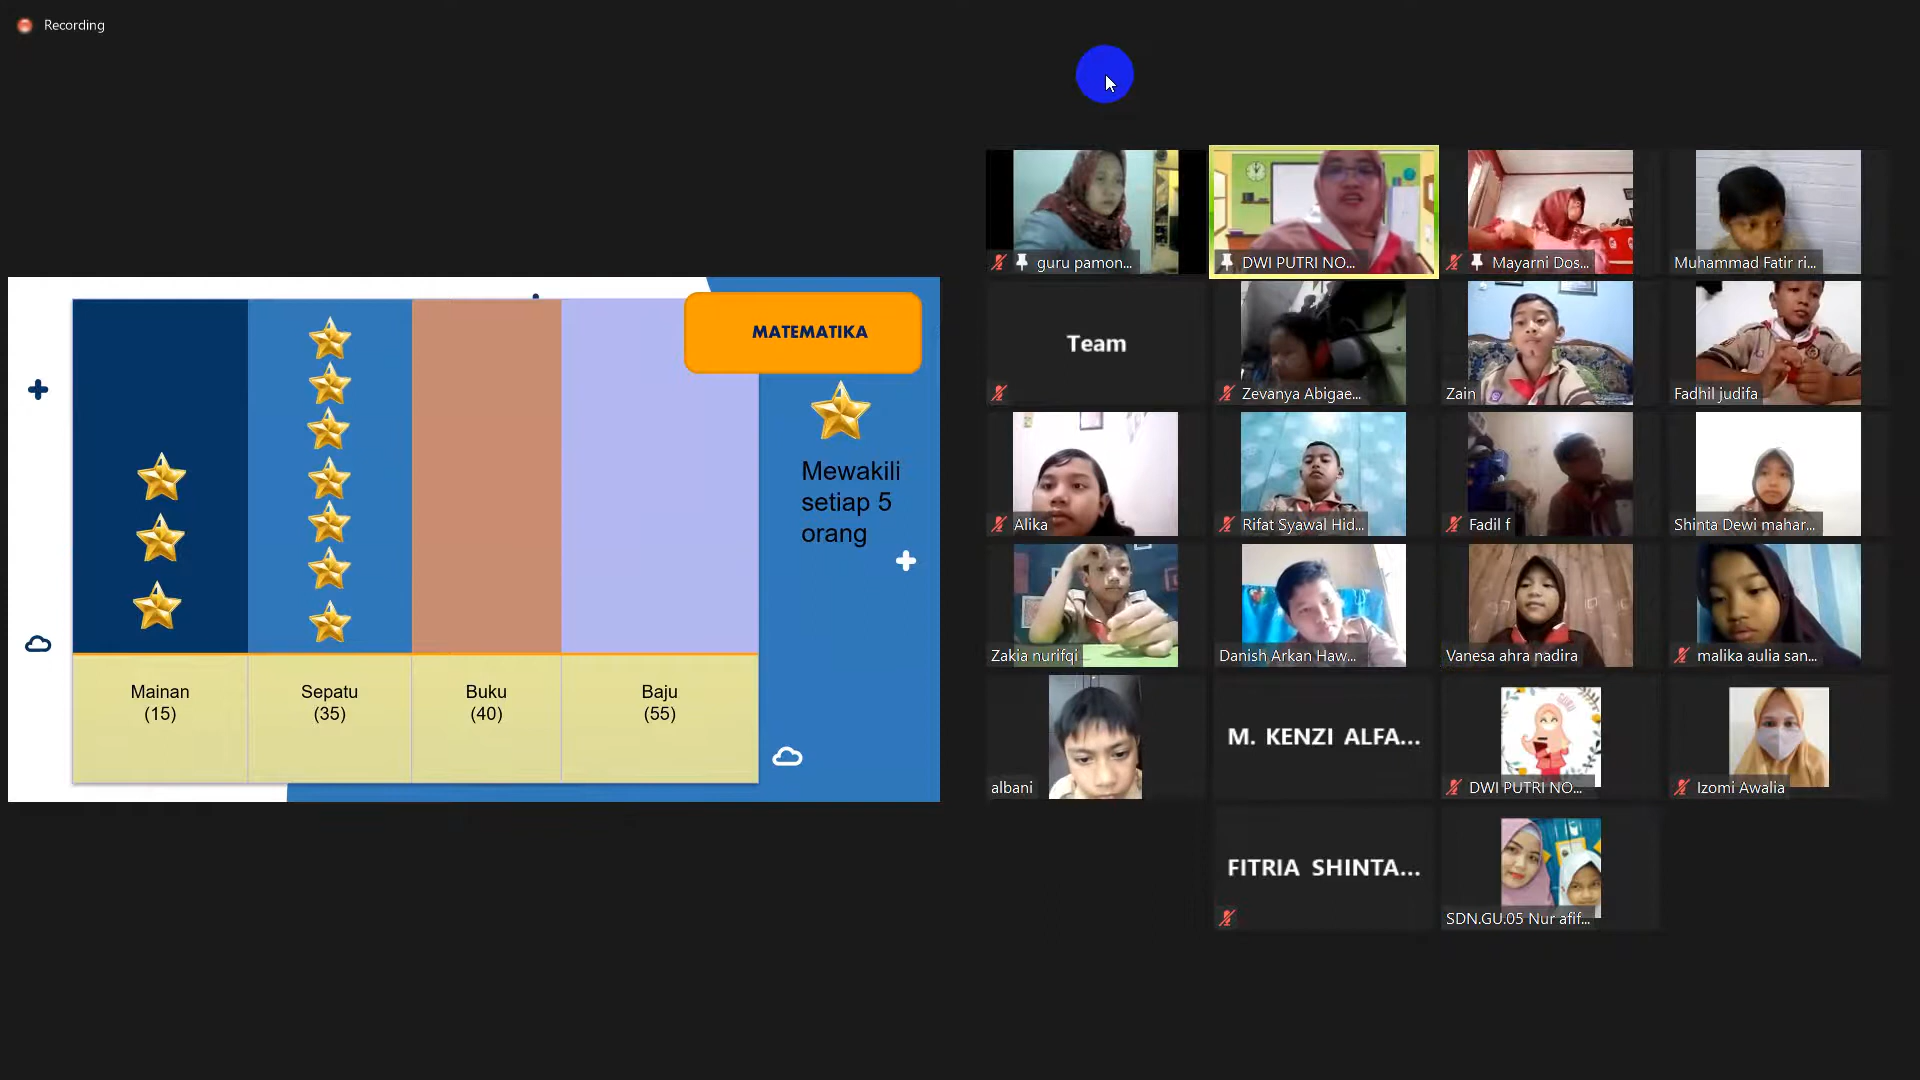 Recording
MATEMATIKA
Mewakili
setiap 5
orang
Mainan
(15)
Sepatu
(35)
Buku
(40)
Baju
(55)
guru pamon...
DWI PUTRI NO...
Mayarni Dos...
Muhammad Fatir ri...
Team
Zevanya Abigae...
Zain
Fadhil judifa
Alika
Rifat Syawal Hid...
Fadil f
Shinta Dewi mahar...
Zakia nurifqi
Danish Arkan Haw...
Vanesa ahra nadira
malika aulia san...
albani
M. KENZI ALFA...
DWI PUTRI NO...
Izomi Awalia
FITRIA SHINTA...
SDN.GU.05 Nur afif...